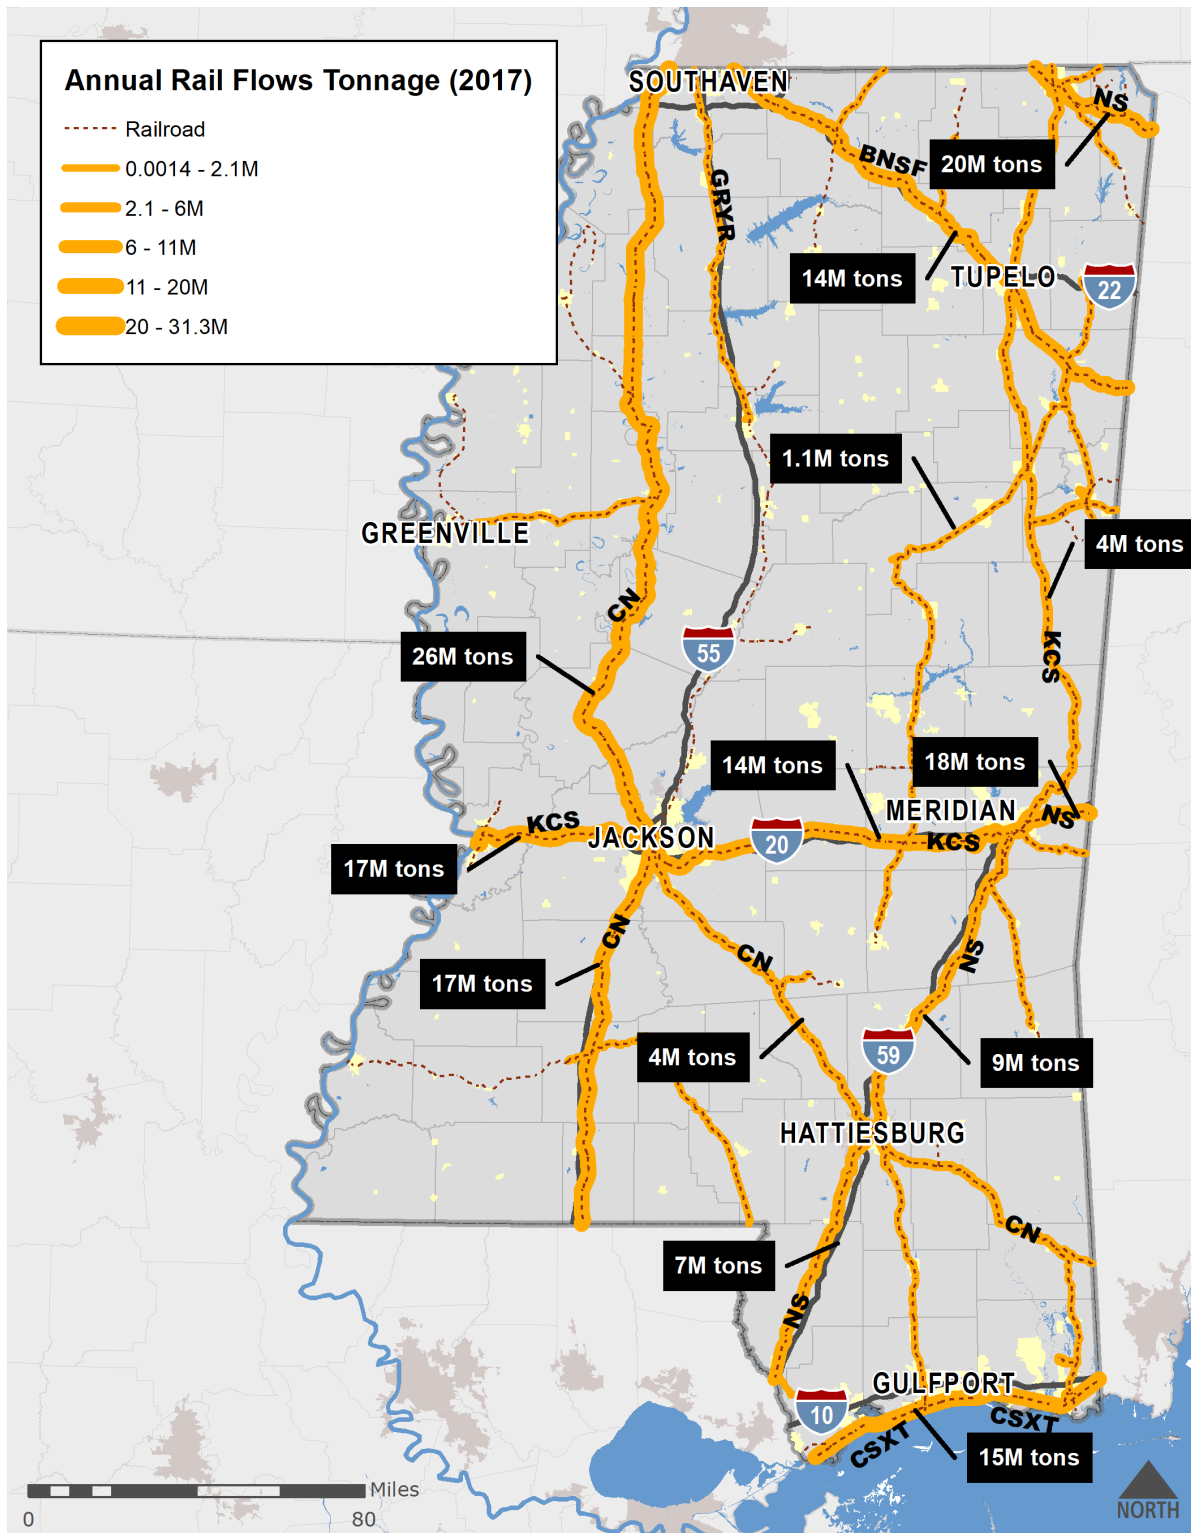 Annual Rail Flows Tonnage (2017)
Railroad
0.0014 - 2.1M
2.1 - 6M
6 - 11M
11 - 20M
20 - 31.3M
SOUTHAVEN
NS
BNSF
20M tons
GRYR
14M tons
TUPELO
22
1.1M tons
GREENVILLE
4M tons
CN
55
KCS
26M tons
14M tons
18M tons
MERIDIAN
NS
KCS
JACKSON
20
KCS
17M tons
CN
CN
NS
17M tons
4M tons
59
9M tons
HATTIESBURG
CN
7M tons
NS
GULFPORT
10
CSXT
CSXT
15M tons
Miles
0
80
NORTH